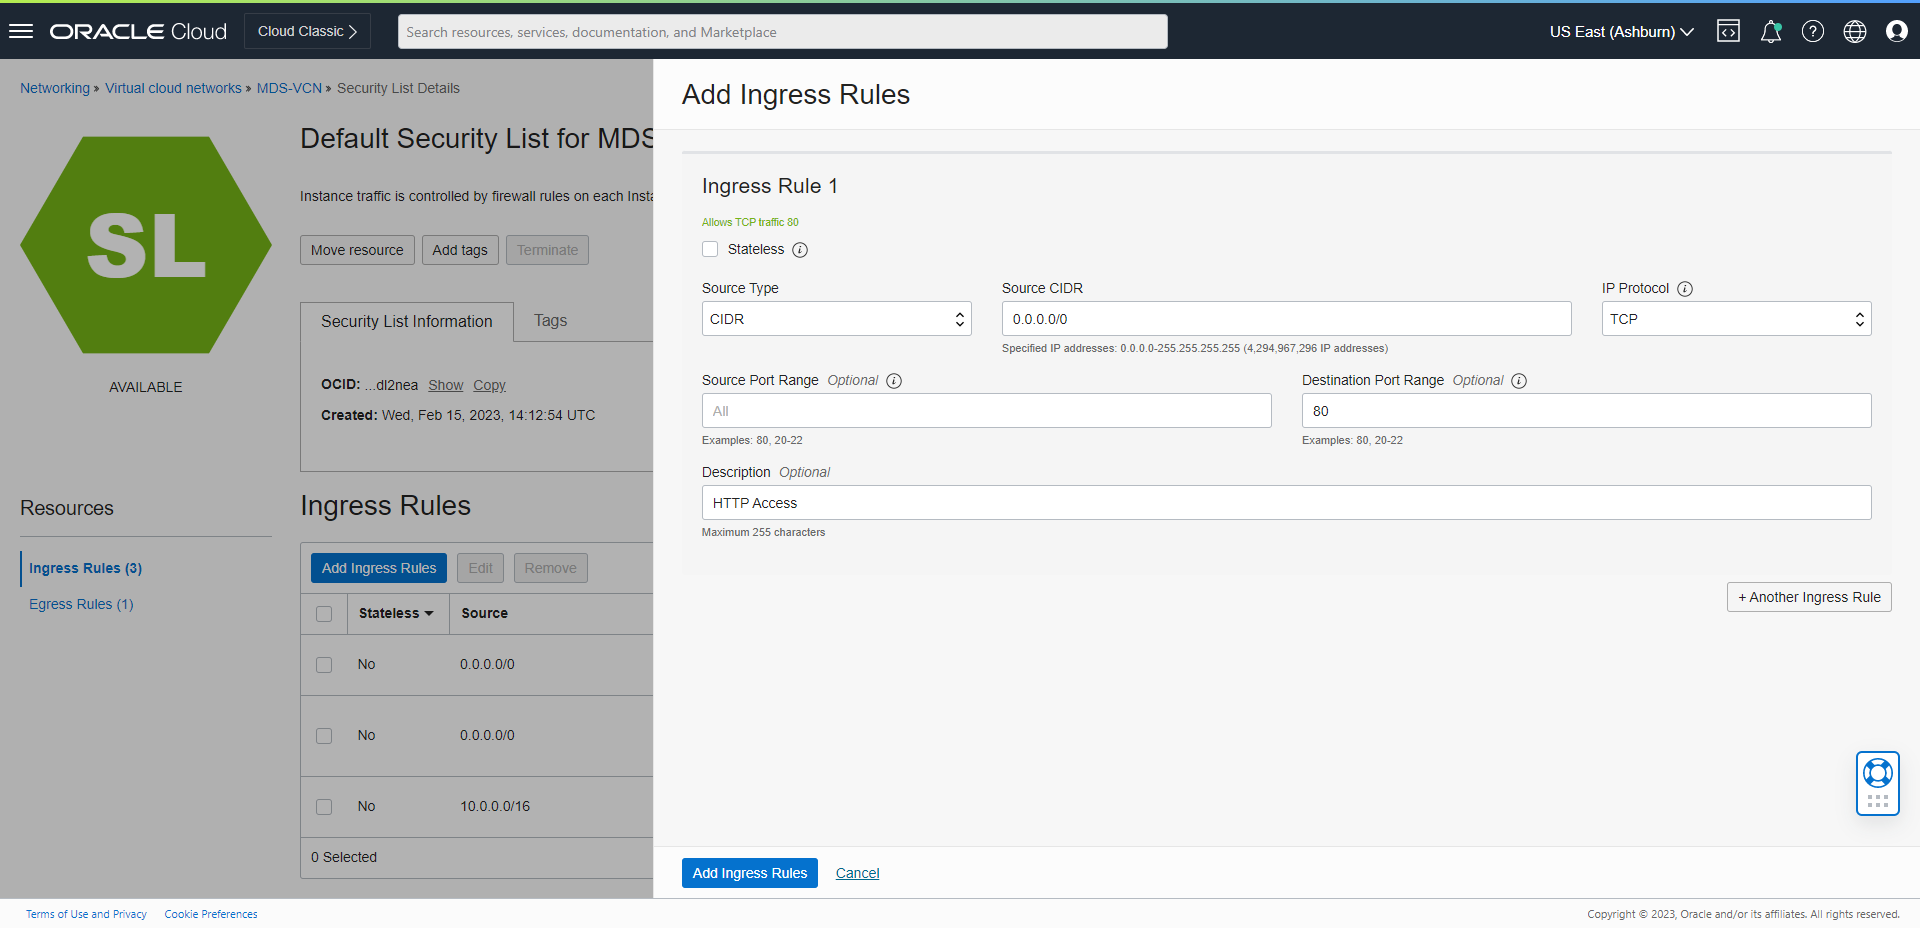 ORACLE Cloud
Cloud Classic
Search resources, services, documentation, and Marketplace
US East (Ashburn)
Networking » Virtual cloud networks » MDS-VCN » Security List Details
SL
AVAILABLE
Default Security List for MDS
Instance traffic is controlled by firewall rules on each Insta
Move resource
Add tags
Terminate
Security List Information
Tags
OCID: ...dl2nea Show Copy
Created: Wed, Feb 15, 2023, 14:12:54 UTC
Resources
Ingress Rules (3)
Egress Rules (1)
Ingress Rules
Add Ingress Rules
Edit
Remove
Stateless
Source
No 0.0.0.0/0
No 0.0.0.0/0
No 10.0.0.0/16
0 Selected
Add Ingress Rules
Ingress Rule 1
Allows TCP traffic 80
Stateless
Source Type
CIDR
Source CIDR
0.0.0.0/0
Specified IP addresses: 0.0.0.0-255.255.255.255 (4,294,967,296 IP addresses)
IP Protocol
TCP
Source Port Range Optional
All
Examples: 80, 20-22
Destination Port Range Optional
80
Examples: 80, 20-22
Description Optional
HTTP Access
Maximum 255 characters
+ Another Ingress Rule
Add Ingress Rules
Cancel
Terms of Use and Privacy
Cookie Preferences
Copyright © 2023, Oracle and/or its affiliates. All rights reserved.